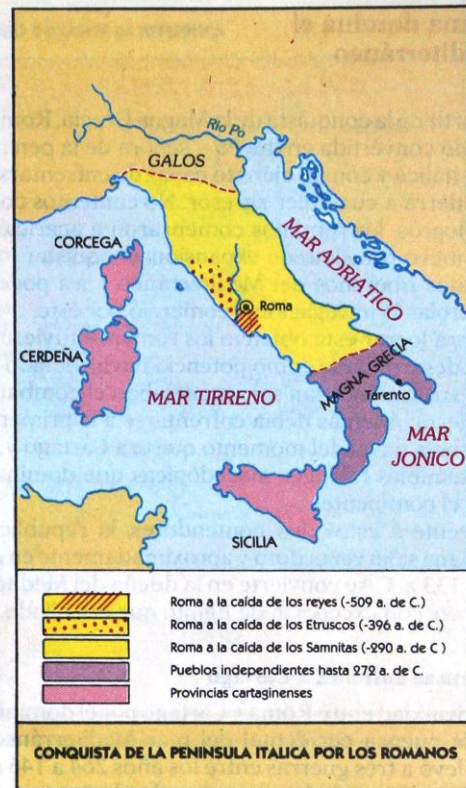 Río Po
GALOS
CORCEGA
MAR ADRIATICO
Roma
CERDEÑA
MAR TIRRENO
MAGNA GRECIA
Tarento
MAR
JONICO
SICILIA
Roma a la caída de los reyes (-509 a. de C.)
Roma a la caída de los Etruscos (-396 a. de C.)
Roma a la caída de los Samnitas (-290 a. de C.)
Pueblos independientes hasta 272 a. de C.
Provincias cartaginenses
CONQUISTA DE LA PENINSULA ITALICA POR LOS ROMANOS